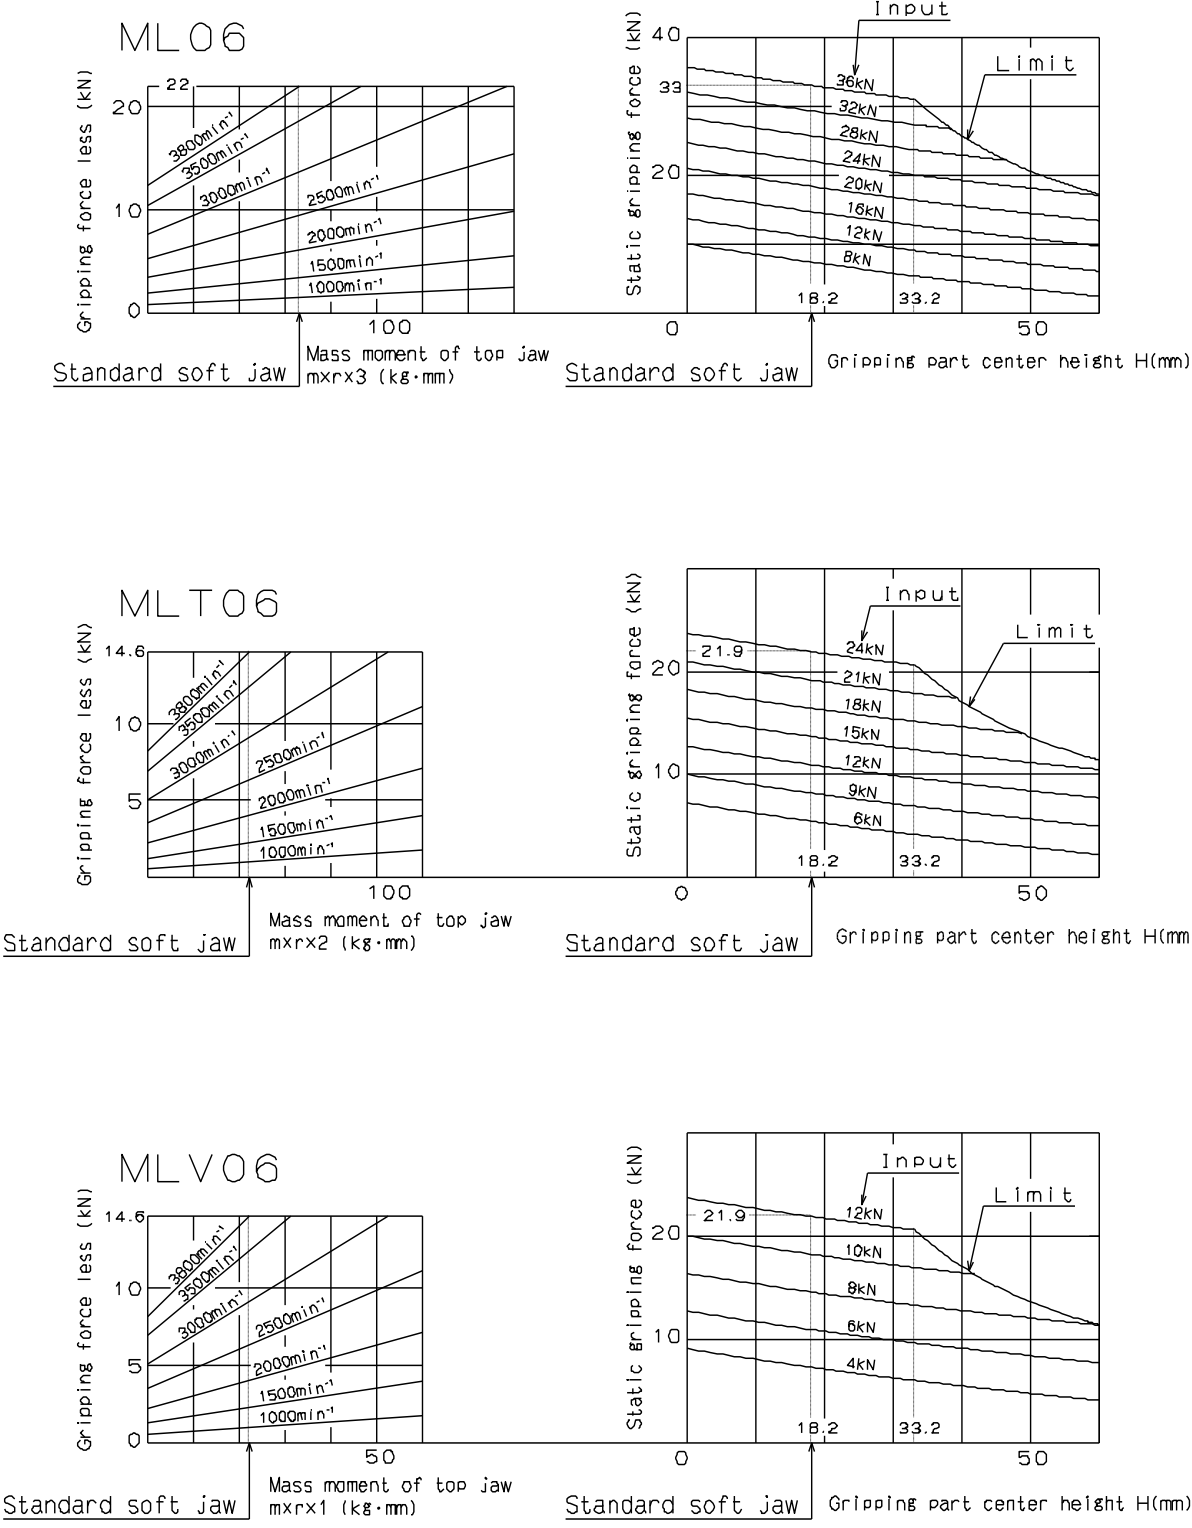 ML06
Gripping force less (kN)
22
20
10
0
3800min⁻¹
3500min⁻¹
3000min⁻¹
2500min⁻¹
2000min⁻¹
1500min⁻¹
1000min⁻¹
100
Standard soft jaw
Mass moment of top jaw
m×r×3 (kg·mm)
Static gripping force (kN)
Input
Limit
40
33
20
36kN
32kN
28kN
24kN
20kN
16kN
12kN
8kN
18.2
33.2
0
50
Standard soft jaw
Gripping part center height H(mm)
MLT06
Gripping force less (kN)
14.6
10
5
3800min⁻¹
3500min⁻¹
3000min⁻¹
2500min⁻¹
2000min⁻¹
1500min⁻¹
1000min⁻¹
100
Standard soft jaw
Mass moment of top jaw
m×r×2 (kg·mm)
Static gripping force (kN)
Input
Limit
21.9
20
10
24kN
21kN
18kN
15kN
12kN
9kN
6kN
18.2
33.2
0
50
Standard soft jaw
Gripping part center height H(mm
MLV06
Gripping force less (kN)
14.6
10
5
0
3800min⁻¹
3500min⁻¹
3000min⁻¹
2500min⁻¹
2000min⁻¹
1500min⁻¹
1000min⁻¹
50
Standard soft jaw
Mass moment of top jaw
m×r×1 (kg·mm)
Static gripping force (kN)
Input
Limit
21.9
20
10
12kN
10kN
8kN
6kN
4kN
18.2
33.2
0
50
Standard soft jaw
Gripping part center height H(mm)